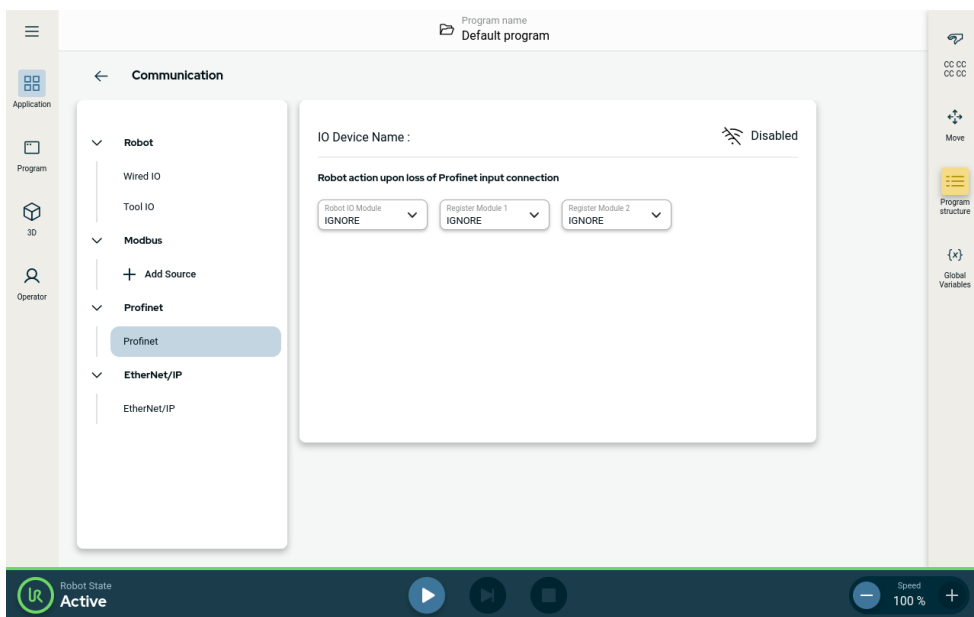 Program name
Default program
Communication
Application
Program
3D
Operator
Robot
Wired IO
Tool IO
Modbus
Add Source
Profinet
Profinet
EtherNet/IP
EtherNet/IP
IO Device Name :
Disabled
Robot action upon loss of Profinet input connection
Robot IO Module
IGNORE
Register Module 1
IGNORE
Register Module 2
IGNORE
CC CC
CC CC
Move
Program
structure
{x}
Global
Variables
Robot State
Active
Speed
100 %